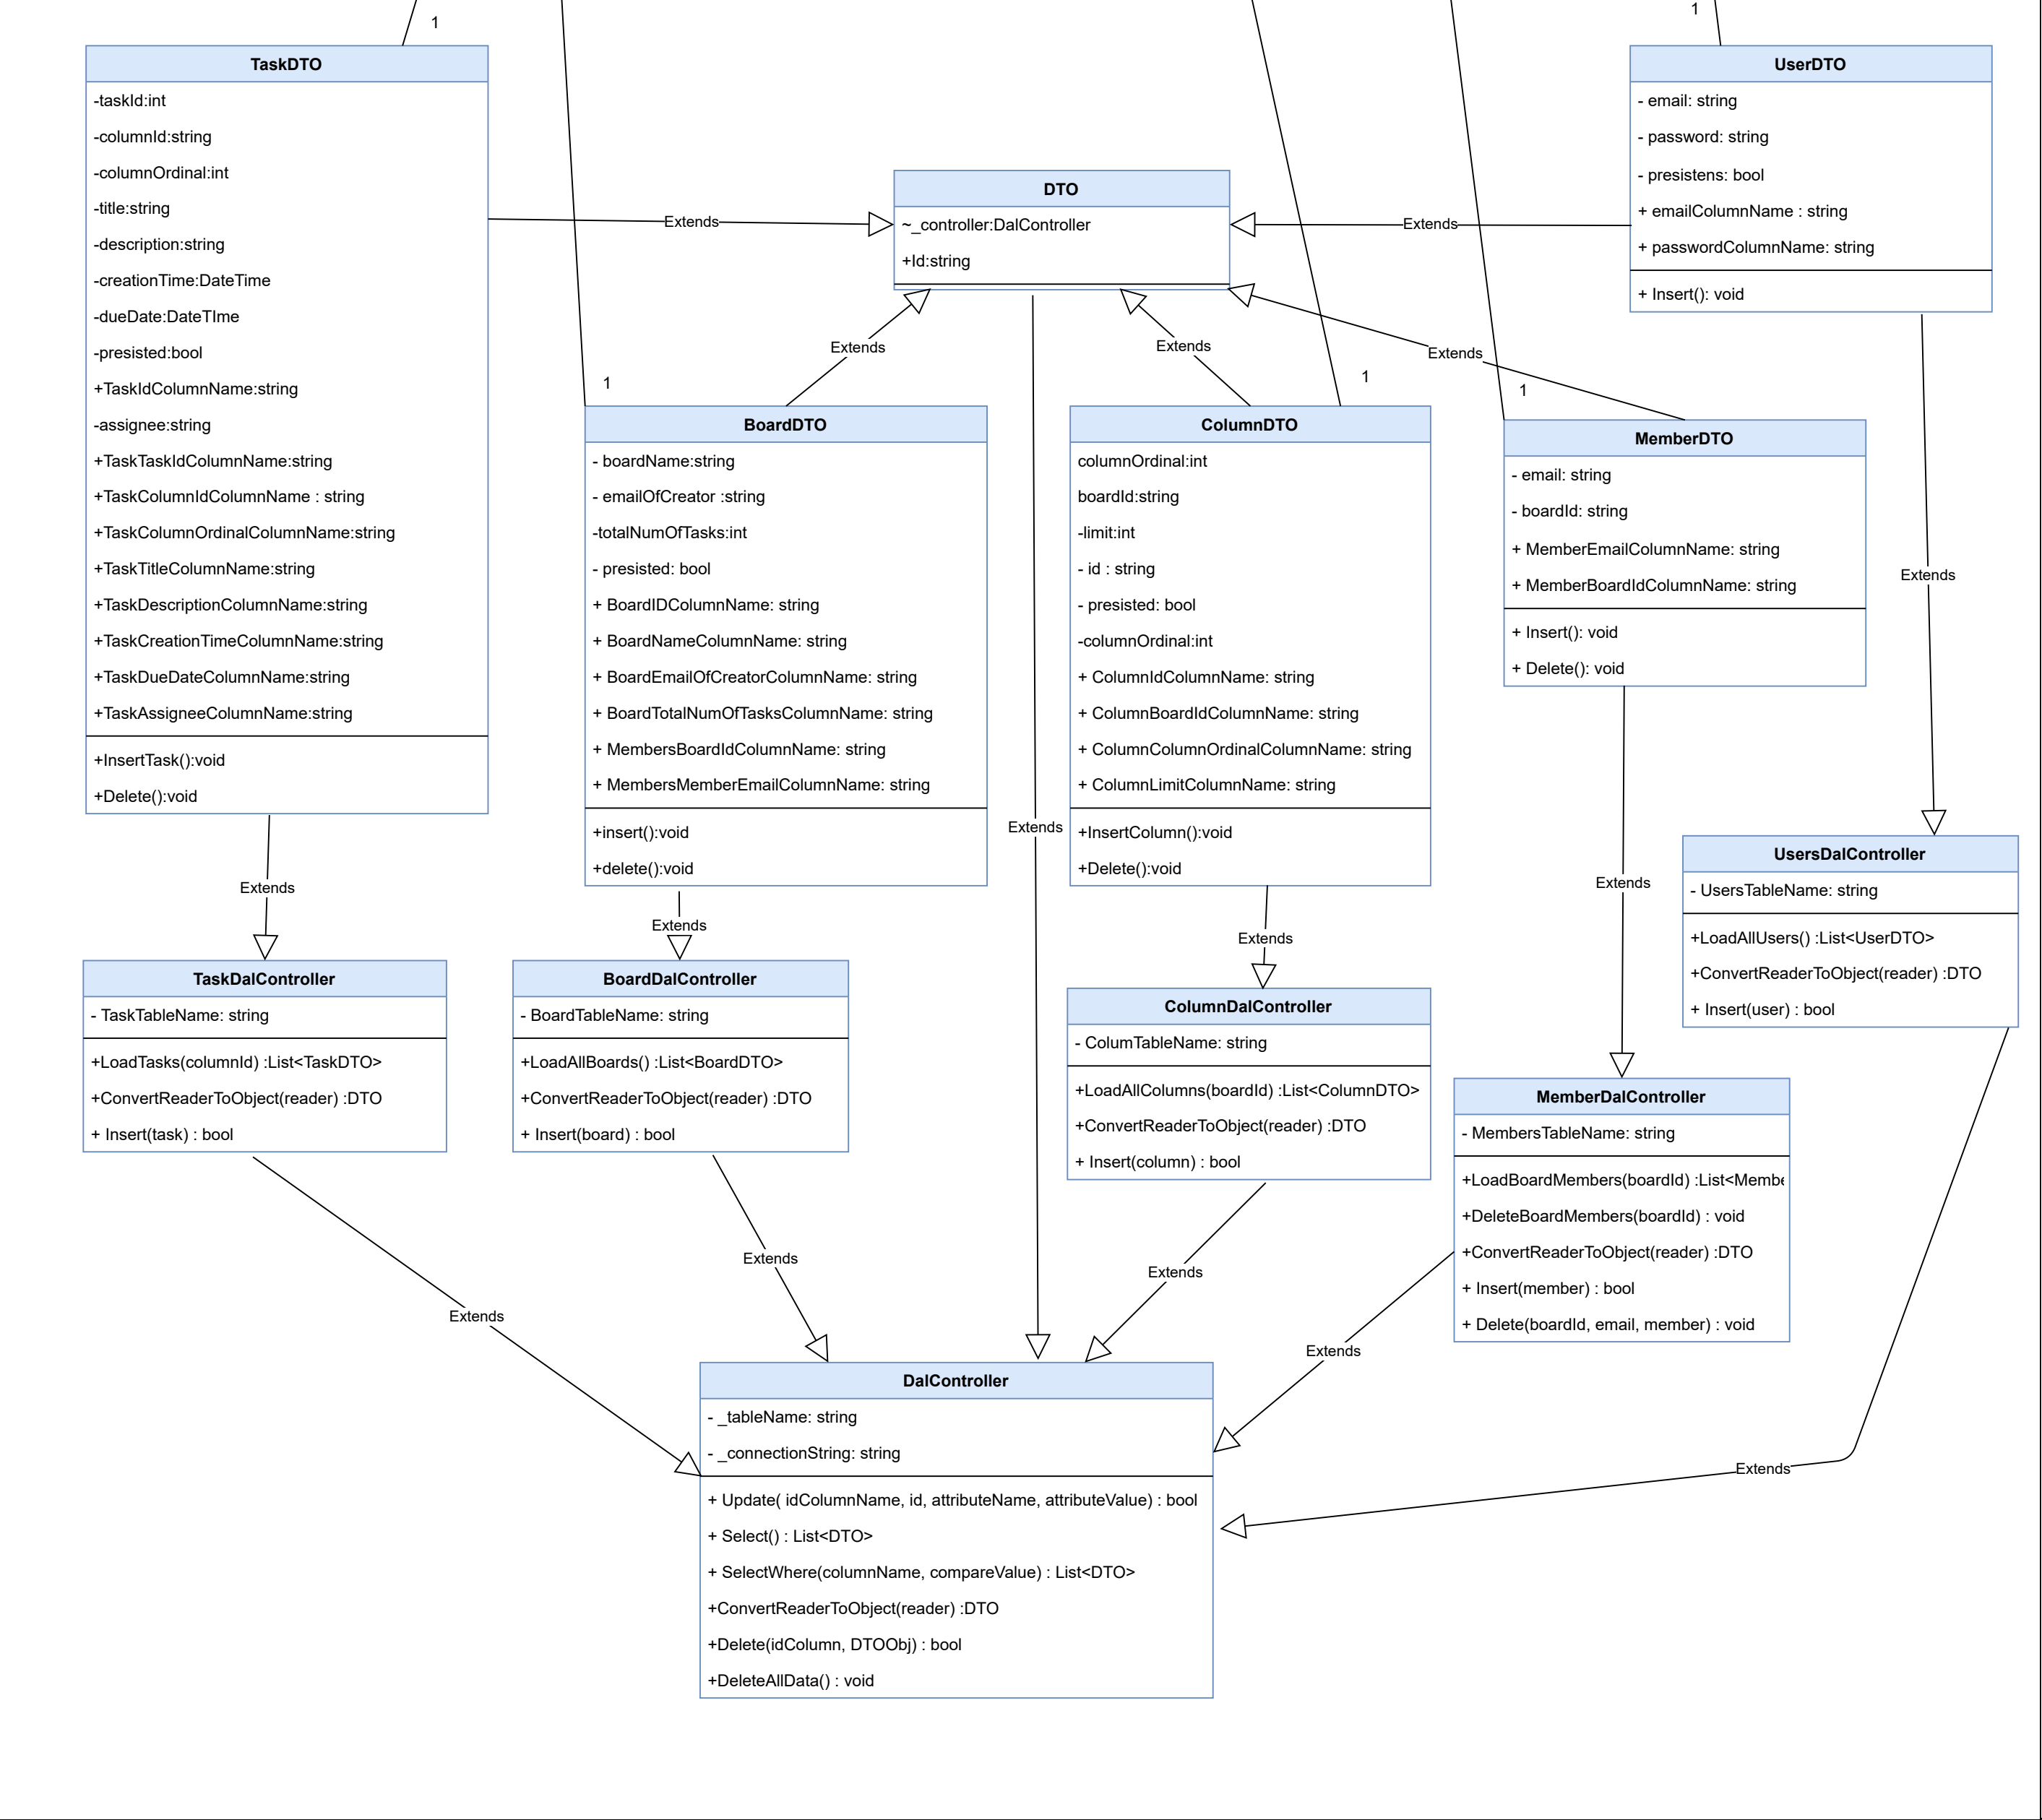 1
1
TaskDTO
-taskId:int
-columnId:string
-columnOrdinal:int
-title:string
-description:string
-creationTime:DateTime
-dueDate:DateTIme
-presisted:bool
+TaskIdColumnName:string
-assignee:string
+TaskTaskIdColumnName:string
+TaskColumnIdColumnName : string
+TaskColumnOrdinalColumnName:string
+TaskTitleColumnName:string
+TaskDescriptionColumnName:string
+TaskCreationTimeColumnName:string
+TaskDueDateColumnName:string
+TaskAssigneeColumnName:string
+InsertTask():void
+Delete():void
Extends
DTO
~_controller:DalController
+Id:string
Extends
UserDTO
- email: string
- password: string
- presistens: bool
+ emailColumnName : string
+ passwordColumnName: string
+ Insert(): void
Extends
Extends
Extends
1
1
1
BoardDTO
- boardName:string
- emailOfCreator :string
-totalNumOfTasks:int
- presisted: bool
+ BoardIDColumnName: string
+ BoardNameColumnName: string
+ BoardEmailOfCreatorColumnName: string
+ BoardTotalNumOfTasksColumnName: string
+ MembersBoardIdColumnName: string
+ MembersMemberEmailColumnName: string
+insert():void
+delete():void
Extends
ColumnDTO
columnOrdinal:int
boardId:string
-limit:int
- id : string
- presisted: bool
-columnOrdinal:int
+ ColumnIdColumnName: string
+ ColumnBoardIdColumnName: string
+ ColumnColumnOrdinalColumnName: string
+ ColumnLimitColumnName: string
+InsertColumn():void
+Delete():void
MemberDTO
- email: string
- boardId: string
+ MemberEmailColumnName: string
+ MemberBoardIdColumnName: string
+ Insert(): void
+ Delete(): void
Extends
Extends
Extends
Extends
Extends
UsersDalController
- UsersTableName: string
+LoadAllUsers() :List<UserDTO>
+ConvertReaderToObject(reader) :DTO
+ Insert(user) : bool
TaskDalController
- TaskTableName: string
+LoadTasks(columnId) :List<TaskDTO>
+ConvertReaderToObject(reader) :DTO
+ Insert(task) : bool
BoardDalController
- BoardTableName: string
+LoadAllBoards() :List<BoardDTO>
+ConvertReaderToObject(reader) :DTO
+ Insert(board) : bool
ColumnDalController
- ColumTableName: string
+LoadAllColumns(boardId) :List<ColumnDTO>
+ConvertReaderToObject(reader) :DTO
+ Insert(column) : bool
MemberDalController
- MembersTableName: string
+LoadBoardMembers(boardId) :List<Membe
+DeleteBoardMembers(boardId) : void
+ConvertReaderToObject(reader) :DTO
+ Insert(member) : bool
+ Delete(boardId, email, member) : void
Extends
Extends
Extends
Extends
Extends
DalController
- _tableName: string
- _connectionString: string
+ Update( idColumnName, id, attributeName, attributeValue) : bool
+ Select() : List<DTO>
+ SelectWhere(columnName, compareValue) : List<DTO>
+ConvertReaderToObject(reader) :DTO
+Delete(idColumn, DTOObj) : bool
+DeleteAllData() : void